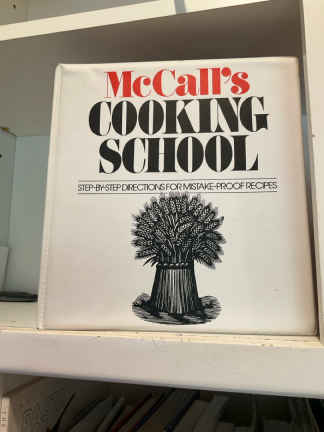 McCall's
COOKING
SCHOOL
STEP-BY-STEP DIRECTIONS FOR MISTAKE-PROOF RECIPES